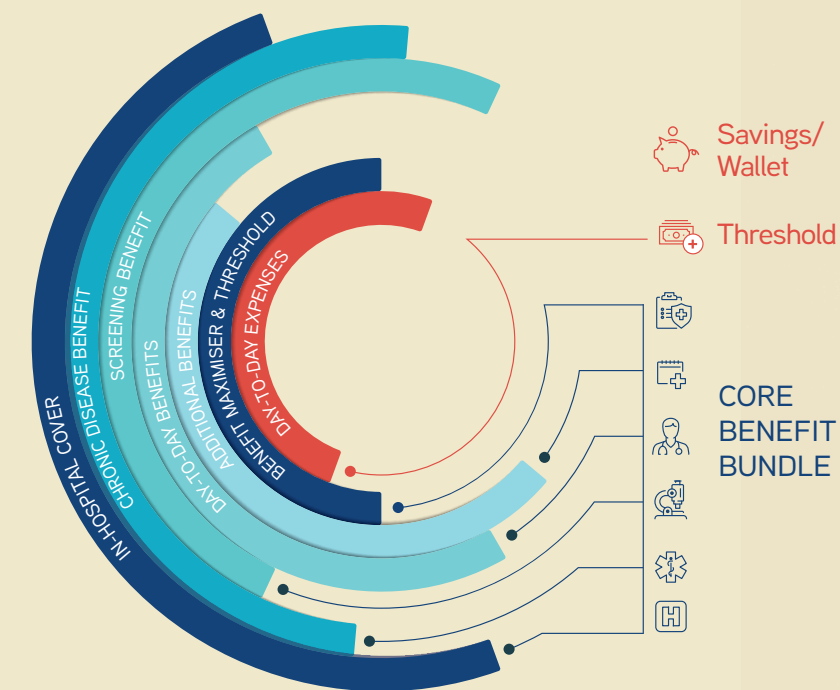 IN-HOSPITAL COVER
CHRONIC DISEASE BENEFIT
SCREENING BENEFIT
DAY-TO-DAY BENEFITS
ADDITIONAL BENEFITS
BENEFIT MAXIMISER & THRESHOLD
DAY-TO-DAY EXPENSES
Savings/
Wallet
Threshold
CORE
BENEFIT
BUNDLE
H